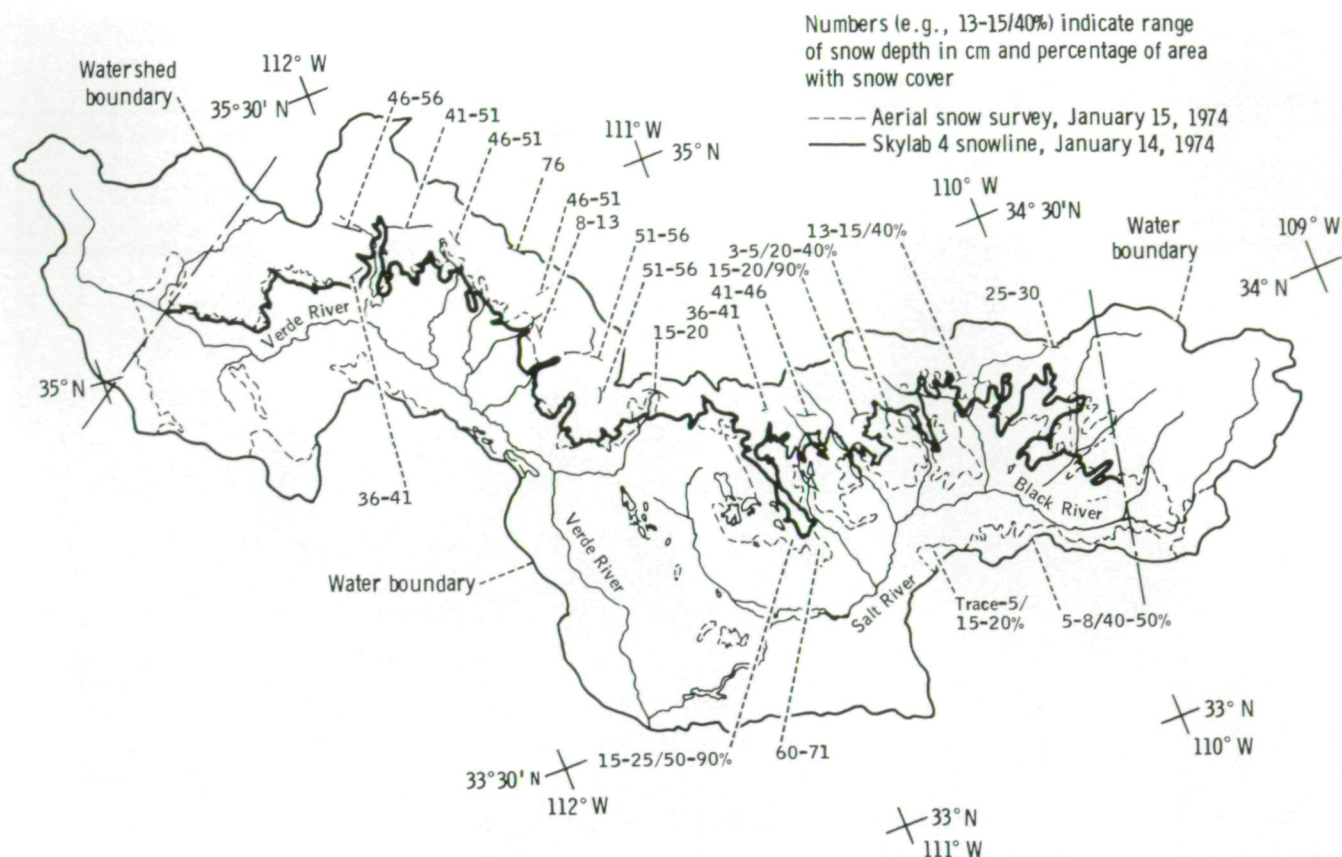 Numbers (e.g., 13-15/40%) indicate range
of snow depth in cm and percentage of area
with snow cover
Aerial snow survey, January 15, 1974
Skylab 4 snowline, January 14, 1974
Watershed
boundary
112° W
35°30' N
46-56
41-51
46-51
76
46-51
8-13
111° W
35° N
51-56
51-56
15-20
3-5/20-40%
15-20/90%
41-46
36-41
13-15/40%
110° W
34° 30'N
Water
boundary
109° W
34° N
25-30
Verde River
35° N
36-41
Verde River
Water boundary
Black River
Salt River
Trace-5/
15-20%
5-8/40-50%
15-25/50-90%
60-71
33°30' N
112° W
33° N
110° W
33° N
111° W